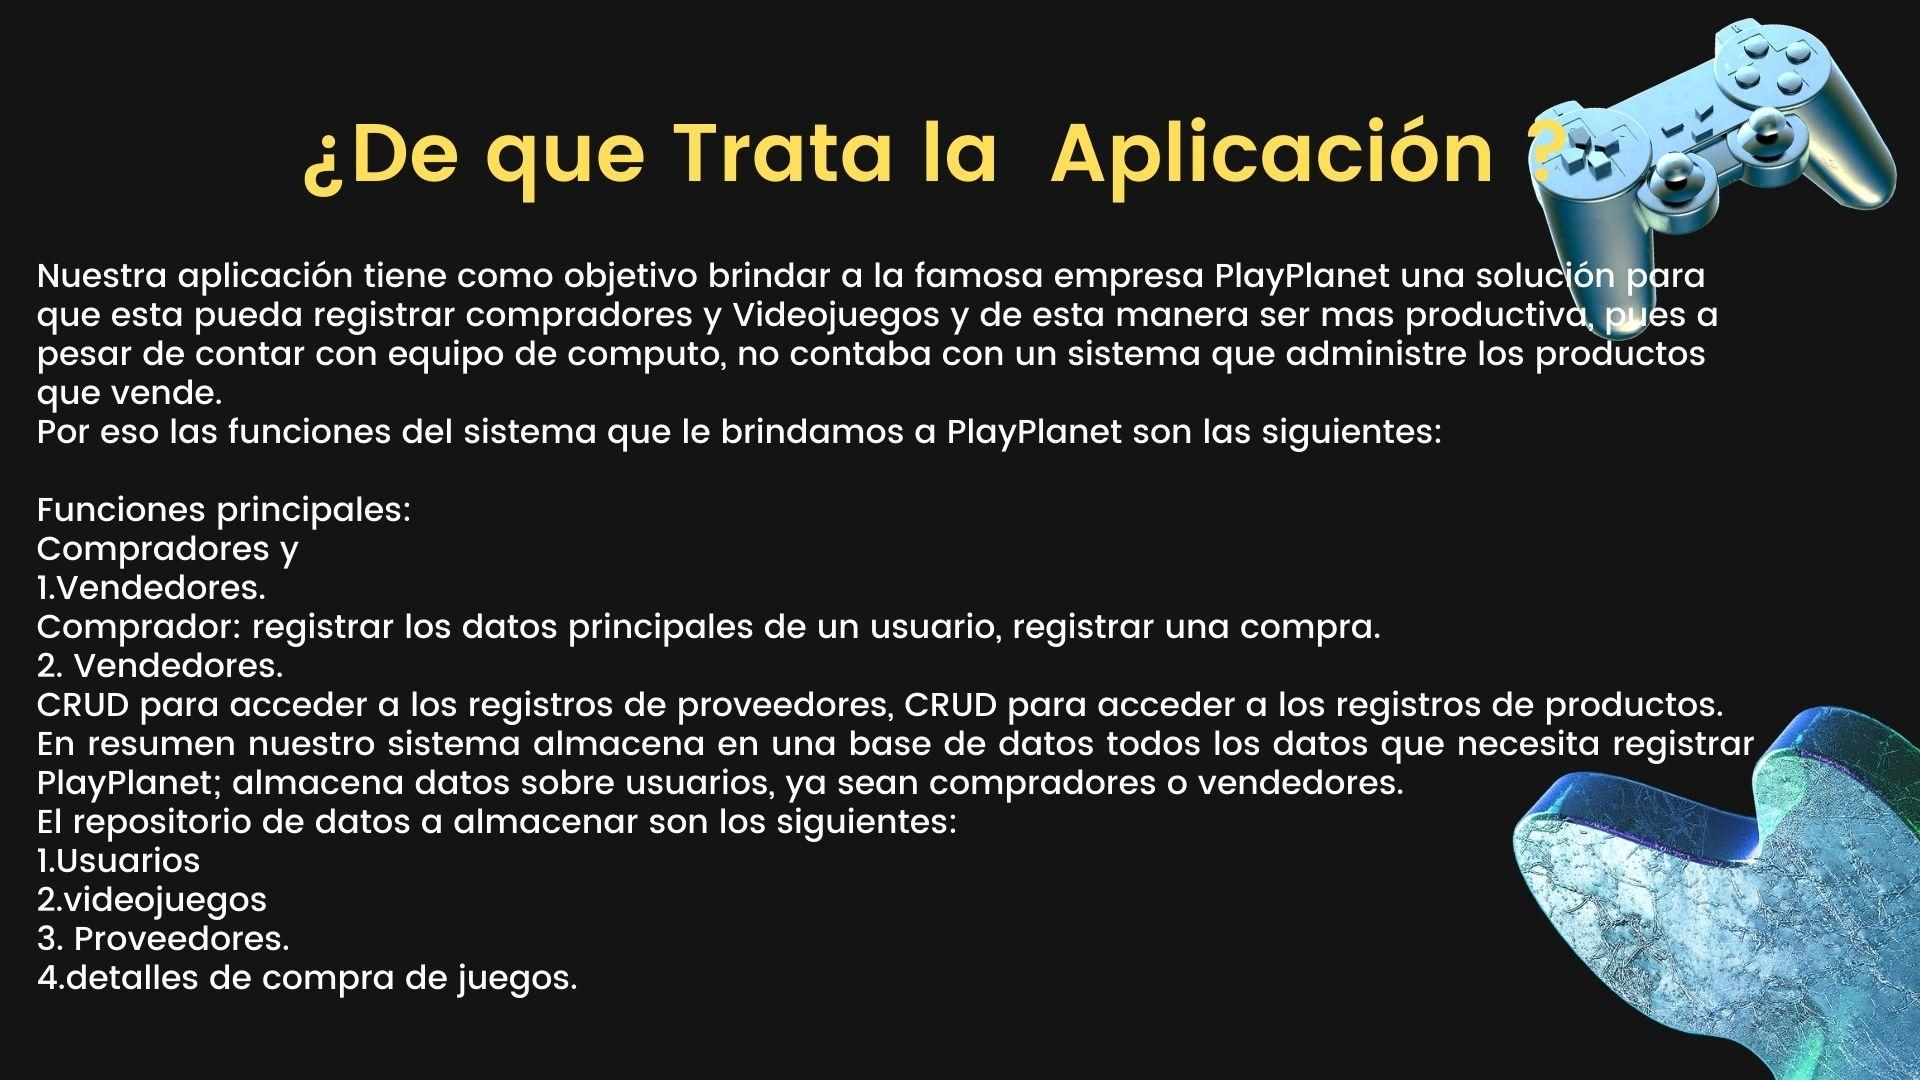 ¿De que Trata la  Aplicación ?
Nuestra aplicación tiene como objetivo brindar a la famosa empresa PlayPlanet una solución para
que esta pueda registrar compradores y Videojuegos y de esta manera ser mas productiva, pues a
pesar de contar con equipo de computo, no contaba con un sistema que administre los productos
que vende.
Por eso las funciones del sistema que le brindamos a PlayPlanet son las siguientes:
Funciones principales:
Compradores y
1.Vendedores.
Comprador: registrar los datos principales de un usuario, registrar una compra.
2. Vendedores.
CRUD para acceder a los registros de proveedores, CRUD para acceder a los registros de productos.
En resumen nuestro sistema almacena en una base de datos todos los datos que necesita registrar
PlayPlanet; almacena datos sobre usuarios, ya sean compradores o vendedores.
El repositorio de datos a almacenar son los siguientes:
1.Usuarios
2.videojuegos
3. Proveedores.
4.detalles de compra de juegos.